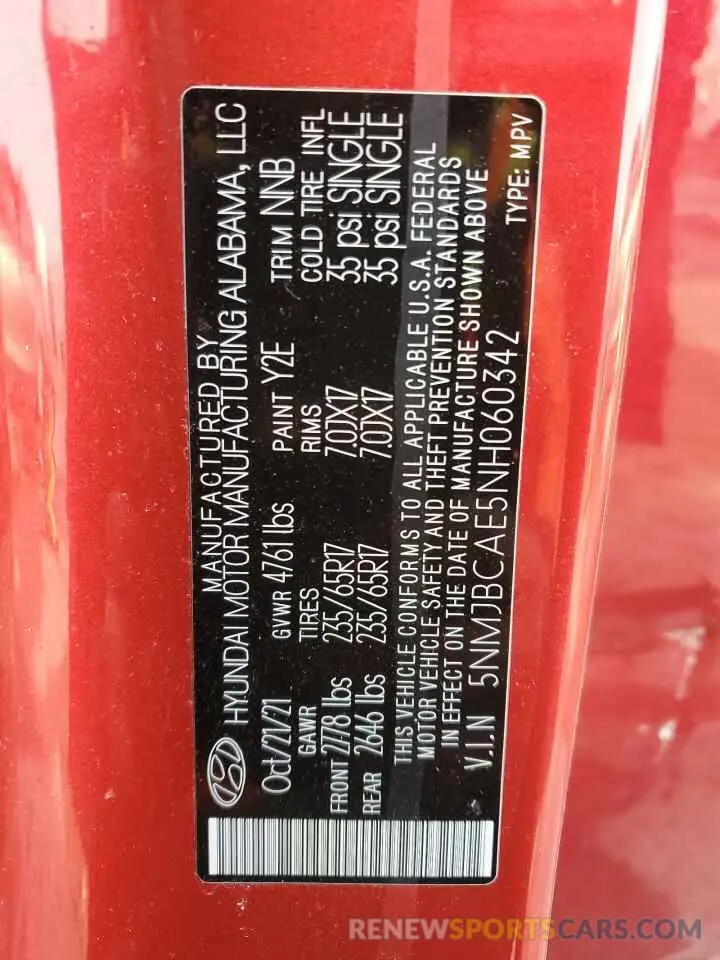 MANUFACTURED BY
HYUNDAI MOTOR MANUFACTURING ALABAMA, LLC
Oct/21/21 GVWR 4761 lbs PAINT Y2E TRIM NNB
GAWR TIRES RIMS COLD TIRE INFL
FRONT 2778 lbs 235/65R17 7.0JX17 35 psi SINGLE
REAR 2646 lbs 235/65R17 7.0JX17 35 psi SINGLE
THIS VEHICLE CONFORMS TO ALL APPLICABLE U.S.A. FEDERAL
MOTOR VEHICLE SAFETY AND THEFT PREVENTION STANDARDS
IN EFFECT ON THE DATE OF MANUFACTURE SHOWN ABOVE
V.I.N 5NMJBCAE5NH060342 TYPE: MPV
RENEWSPORTSCARS.COM